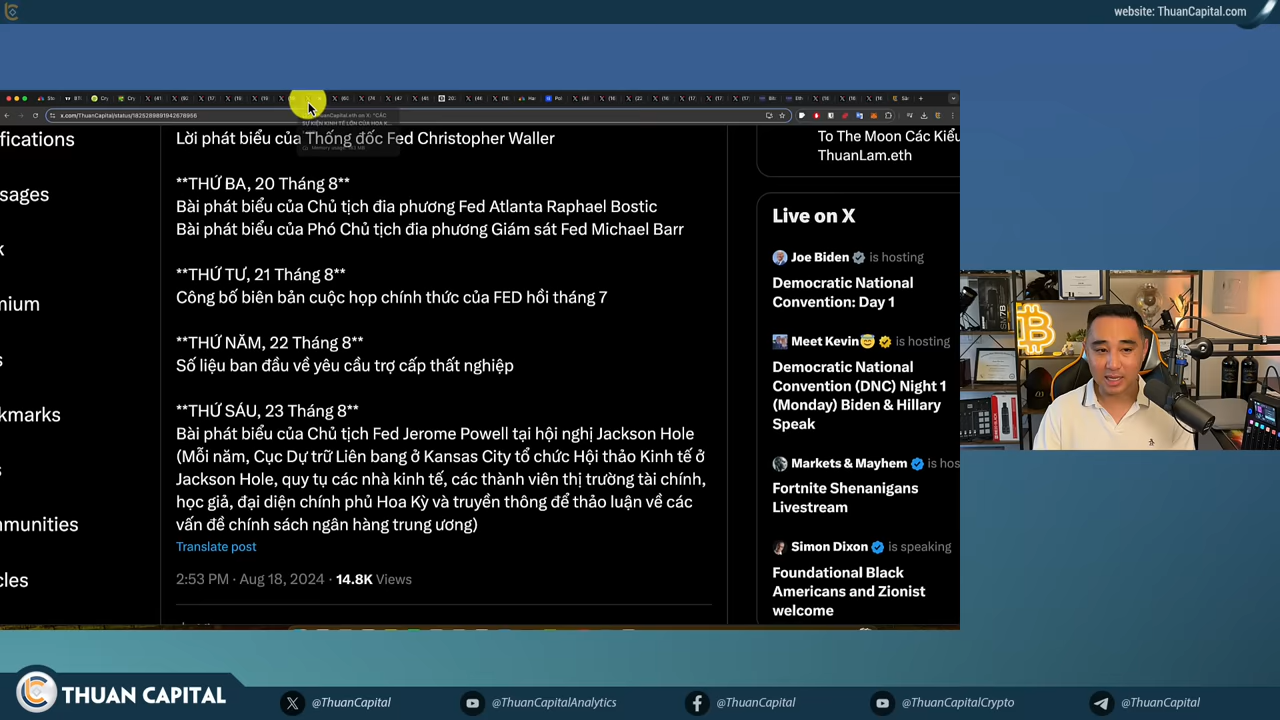 website: ThuanCapital.com
x.com/ThuanCapital/status/1825289891942678956
Lời phát biểu của Thống đốc Fed Christopher Waller
**THỨ BA, 20 Tháng 8**
Bài phát biểu của Chủ tịch địa phương Fed Atlanta Raphael Bostic
Bài phát biểu của Phó Chủ tịch địa phương Giám sát Fed Michael Barr
**THỨ TƯ, 21 Tháng 8**
Công bố biên bản cuộc họp chính thức của FED hồi tháng 7
**THỨ NĂM, 22 Tháng 8**
Số liệu ban đầu về yêu cầu trợ cấp thất nghiệp
**THỨ SÁU, 23 Tháng 8**
Bài phát biểu của Chủ tịch Fed Jerome Powell tại hội nghị Jackson Hole
(Mỗi năm, Cục Dự trữ Liên bang ở Kansas City tổ chức Hội thảo Kinh tế ở
Jackson Hole, quy tụ các nhà kinh tế, các thành viên thị trường tài chính,
học giả, đại diện chính phủ Hoa Kỳ và truyền thông để thảo luận về các
vấn đề chính sách ngân hàng trung ương)
Translate post
2:53 PM · Aug 18, 2024 · 14.8K Views
ications
sages
k
mium
s
kmarks
s
mmunities
cles
To The Moon Các Kiểu
ThuanLam.eth
Live on X
Joe Biden is hosting
Democratic National
Convention: Day 1
Meet Kevin is hosting
Democratic National
Convention (DNC) Night 1
(Monday) Biden & Hillary
Speak
Markets & Mayhem is hos
Fortnite Shenanigans
Livestream
Simon Dixon is speaking
Foundational Black
Americans and Zionist
welcome
SM7B
THUAN CAPITAL
@ThuanCapital
@ThuanCapitalAnalytics
@ThuanCapital
@ThuanCapitalCrypto
@ThuanCapital